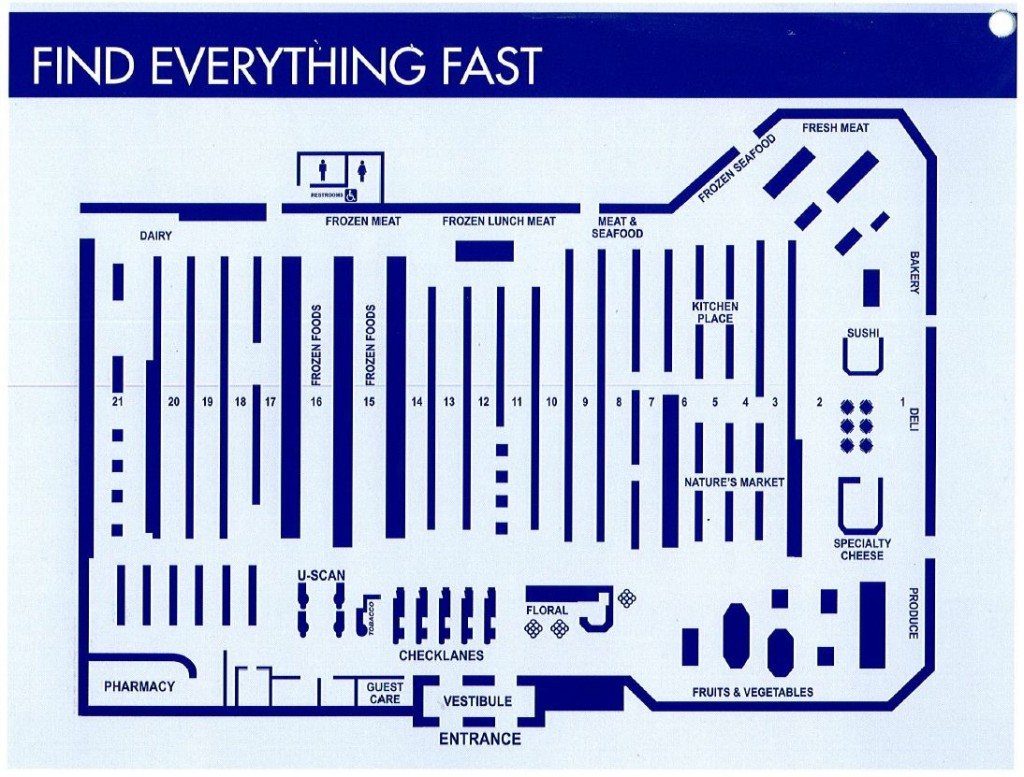 FIND EVERYTHING FAST
FRESH MEAT
FROZEN SEAFOOD
RESTROOMS
FROZEN MEAT
FROZEN LUNCH MEAT
MEAT &
SEAFOOD
DAIRY
BAKERY
KITCHEN
PLACE
FROZEN FOODS
FROZEN FOODS
SUSHI
21
20
19
18
17
16
15
14
13
12
11
10
9
8
7
6
5
4
3
2
1
DELI
NATURE'S MARKET
SPECIALTY
CHEESE
U-SCAN
TOBACCO
FLORAL
PRODUCE
CHECKLANES
PHARMACY
GUEST
CARE
VESTIBULE
FRUITS & VEGETABLES
ENTRANCE